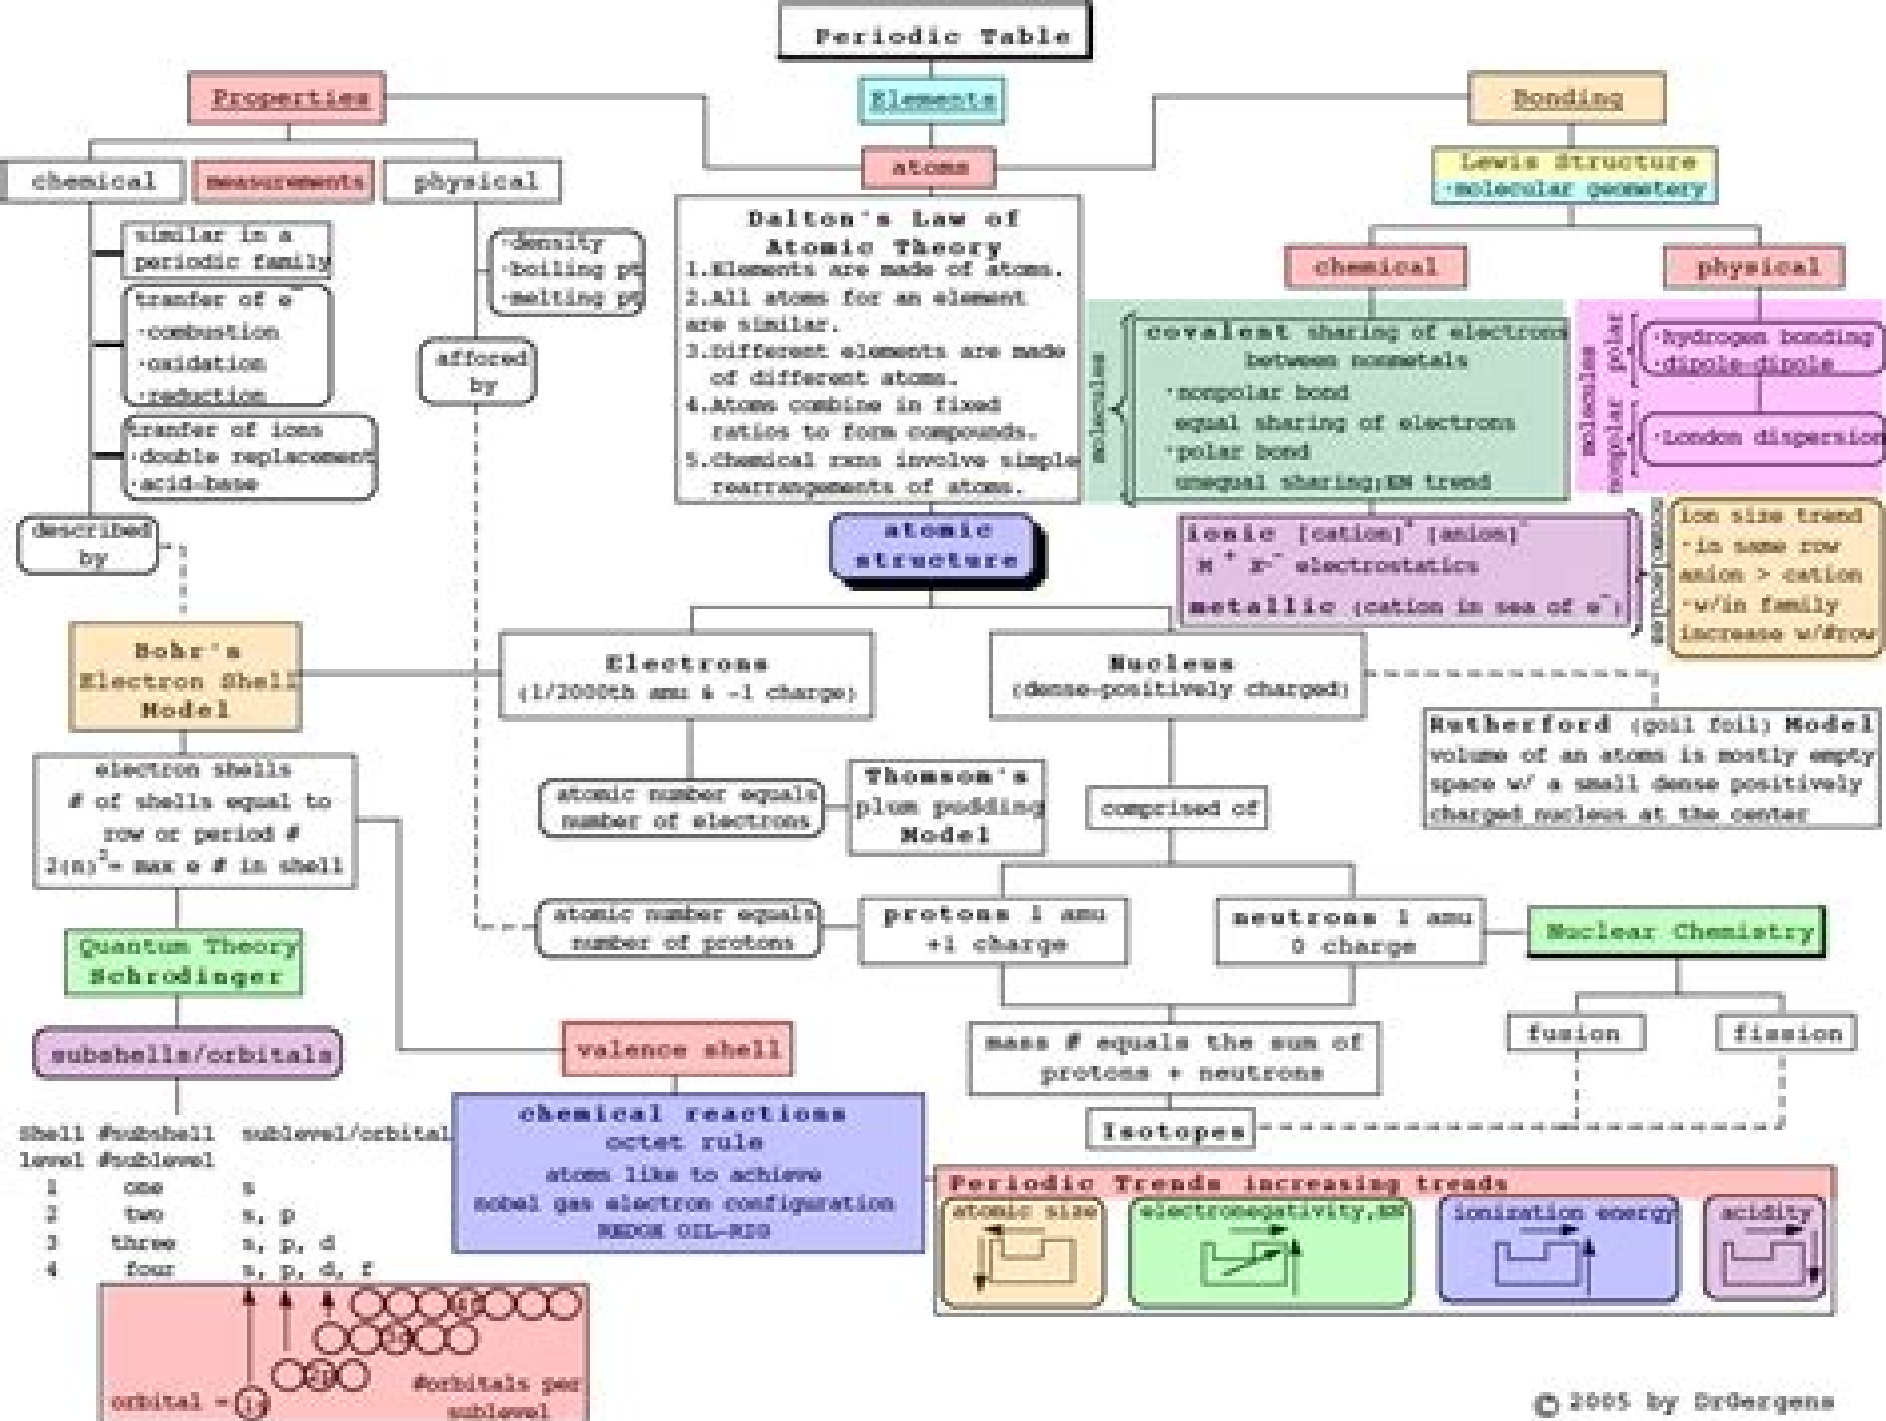 Periodic Table
Properties
Elements
Bonding
atoms
chemical
measurements
physical
Lewis Structure
·molecular geometery
similar in a
periodic family
tranfer of e⁻
·combustion
·oxidation
·reduction
tranfer of ions
·double replacement
·acid-base
described
by
·density
·boiling pt
·melting pt
affored
by
Dalton's Law of
Atomic Theory
1.Elements are made of atoms.
2.All atoms for an element
are similar.
3.Different elements are made
of different atoms.
4.Atoms combine in fixed
ratios to form compounds.
5.Chemical rxns involve simple
rearrangements of atoms.
chemical
physical
molecules
covalent sharing of electrons
between nonmetals
·nonpolar bond
equal sharing of electrons
·polar bond
unequal sharing;EN trend
molecules
polar
·hydrogen bonding
·dipole-dipole
nonpolar
·London dispersion
ionic [cation]⁺ [anion]⁻
electrostatics
metallic (cation in sea of e⁻)
ion size trend
·in same row
anion > cation
·w/in family
increase w/#row
atomic
structure
Bohr's
Electron Shell
Model
Electrons
(1/2000th amu & -1 charge)
Nucleus
(dense-positively charged)
Rutherford (goil foil) Model
volume of an atoms is mostly empty
space w/ a small dense positively
charged nucleus at the center
electron shells
# of shells equal to
row or period #
2(n)²= max e # in shell
atomic number equals
number of electrons
Thomson's
plum pudding
Model
comprised of
atomic number equals
number of protons
protons 1 amu
+1 charge
neutrons 1 amu
0 charge
Nuclear Chemistry
Quantum Theory
Schrodinger
subshells/orbitals
valence shell
mass # equals the sum of
protons + neutrons
fusion
fission
Isotopes
chemical reactions
octet rule
atoms like to achieve
nobel gas electron configuration
REDOX OIL-RIG
Shell #subshell sublevel/orbital
level #sublevel
1 one s
2 two s, p
3 three s, p, d
4 four s, p, d, f
orbital =
#orbitals per
sublevel
Periodic Trends increasing trends
atomic size
electronegativity,EN
ionization energy
acidity
© 2005 by DrGergens